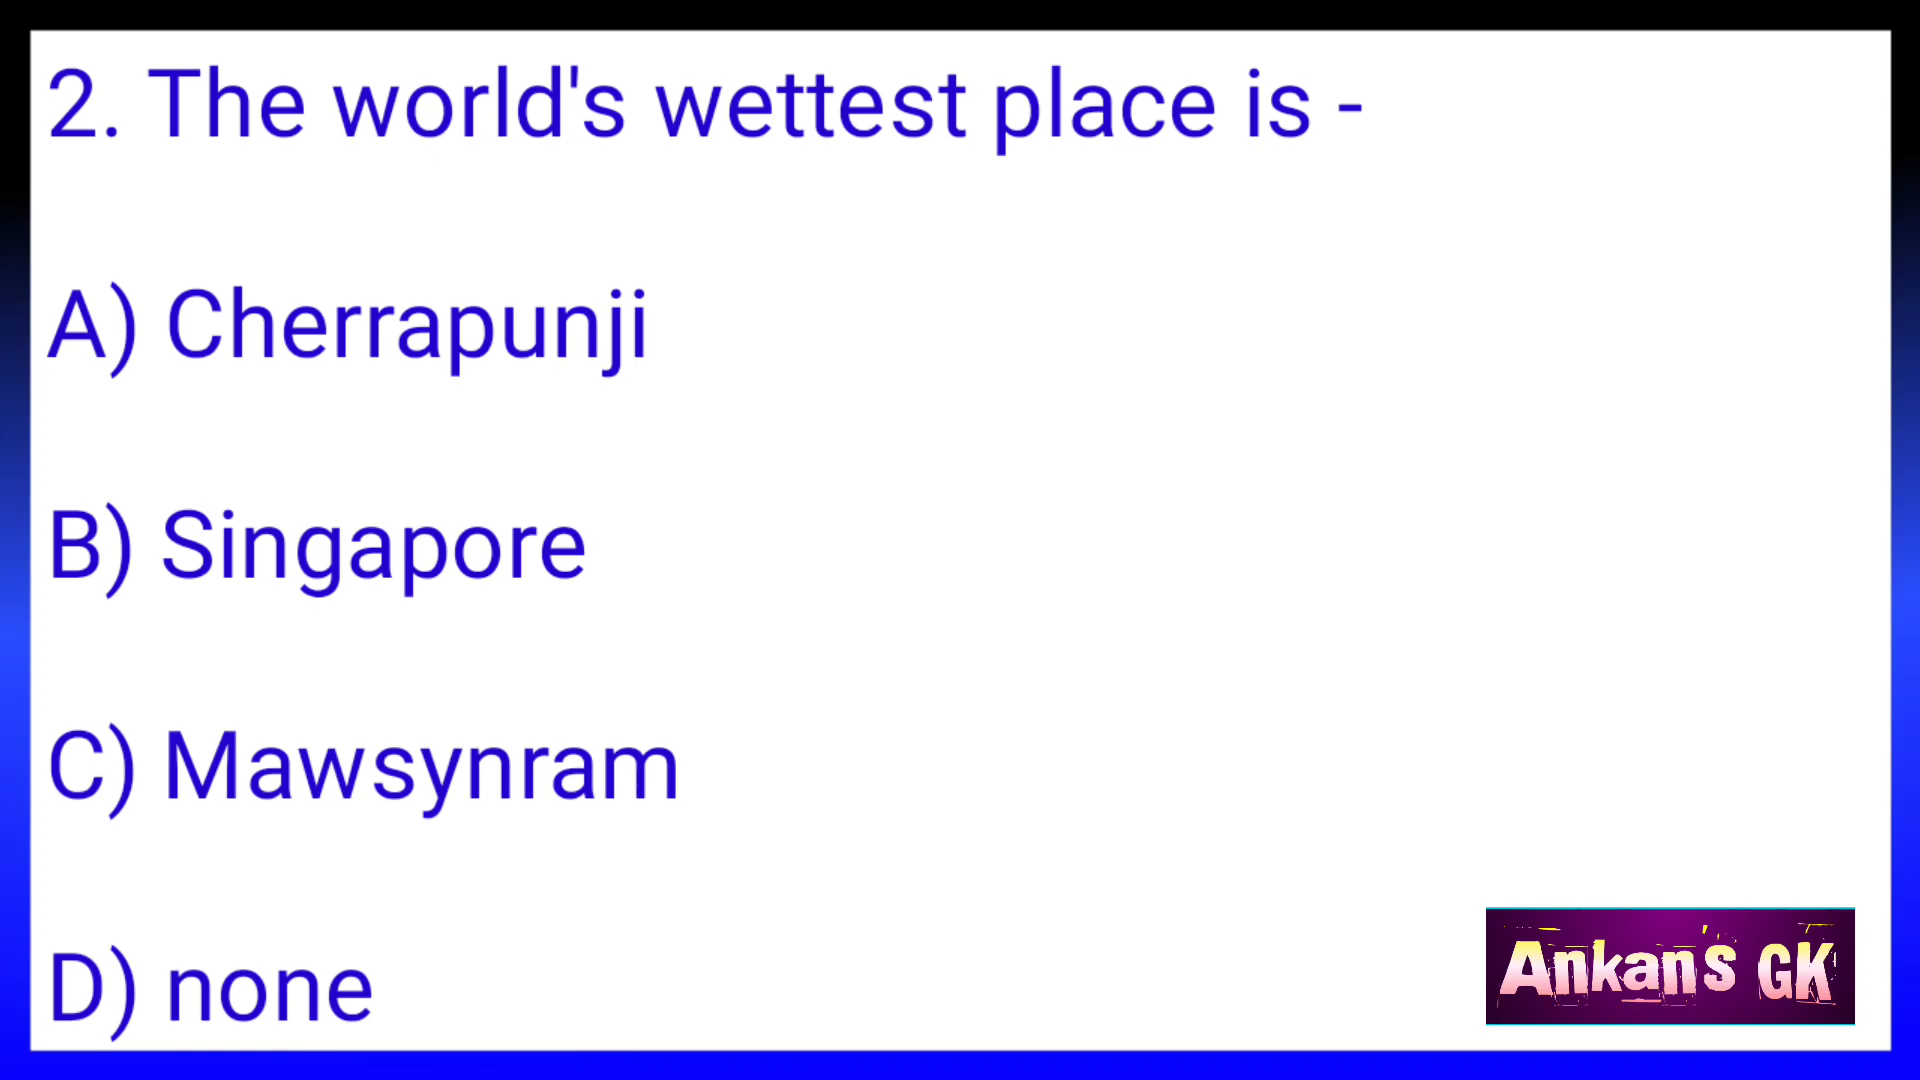 2. The world's wettest place is -
A) Cherrapunji
B) Singapore
C) Mawsynram
D) none
Ankan's GK